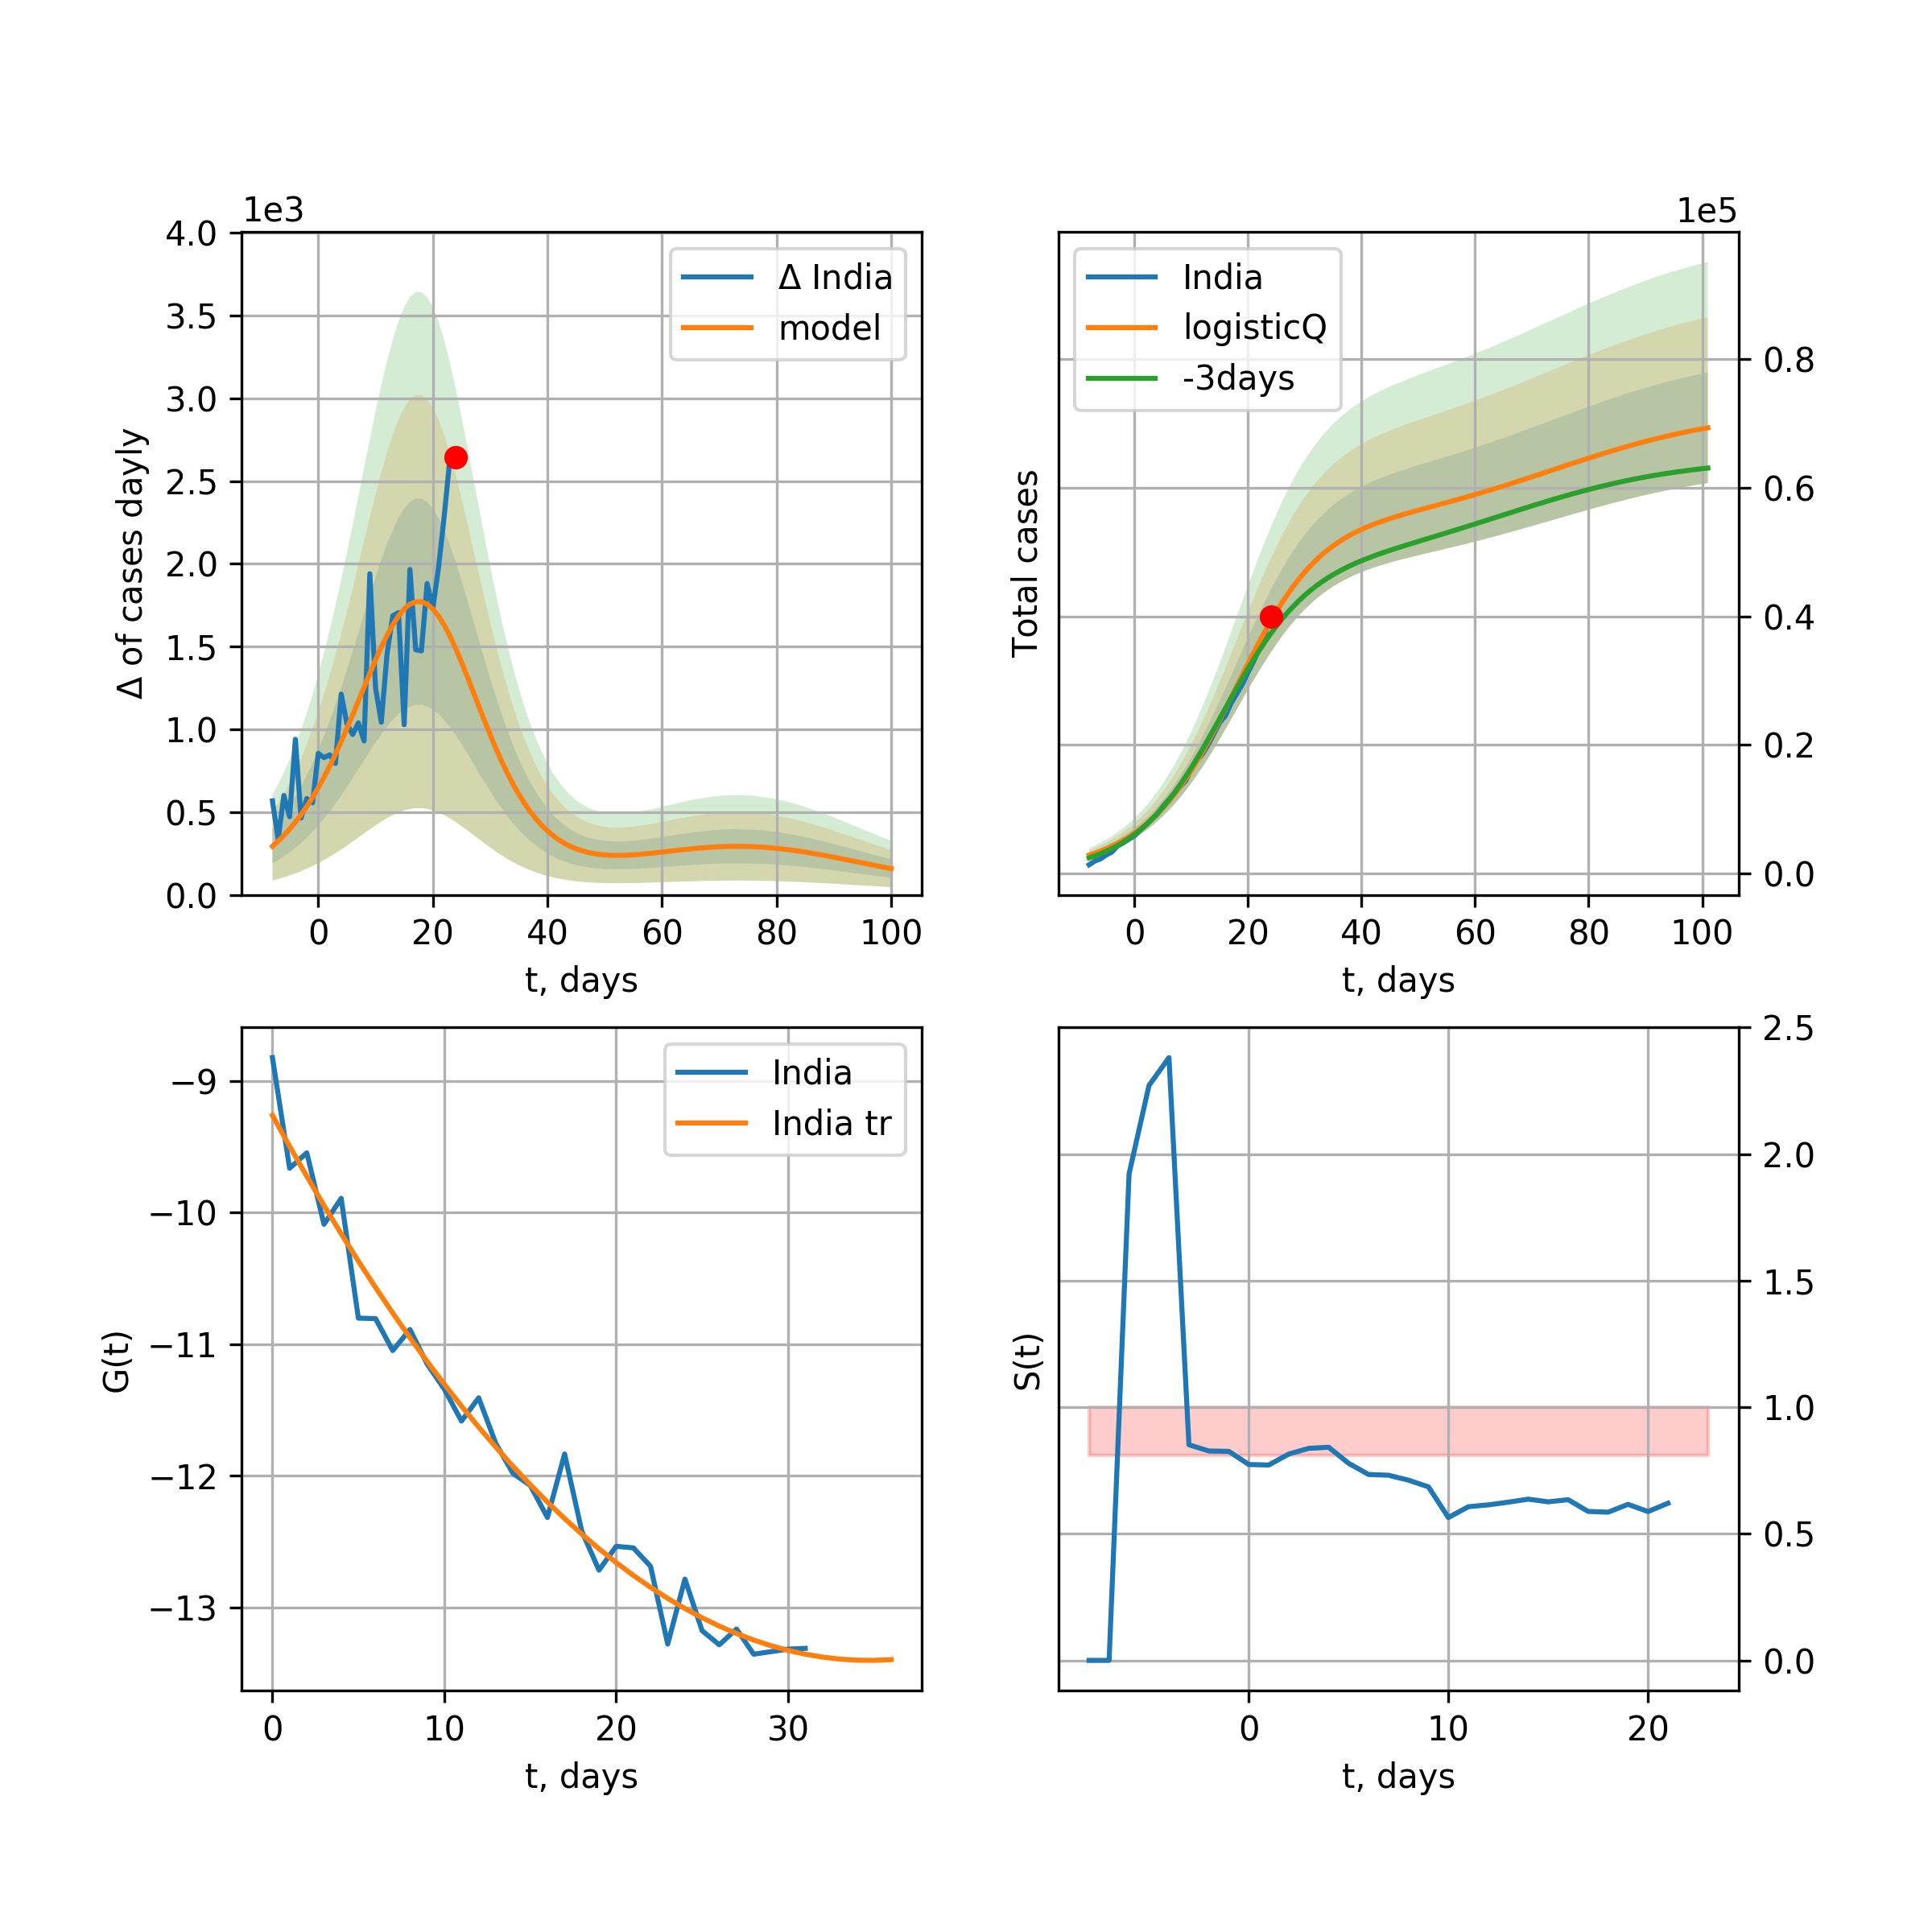 1e3
4.0
3.5
3.0
2.5
2.0
1.5
1.0
0.5
0.0
Δ of cases dayly
Δ India
model
0 20 40 60 80 100
t, days
1e5
India
logisticQ
-3days
Total cases
0.8
0.6
0.4
0.2
0.0
0 20 40 60 80 100
t, days
India
India tr
G(t)
−9
−10
−11
−12
−13
0 10 20 30
t, days
S(t)
2.5
2.0
1.5
1.0
0.5
0.0
0 10 20
t, days